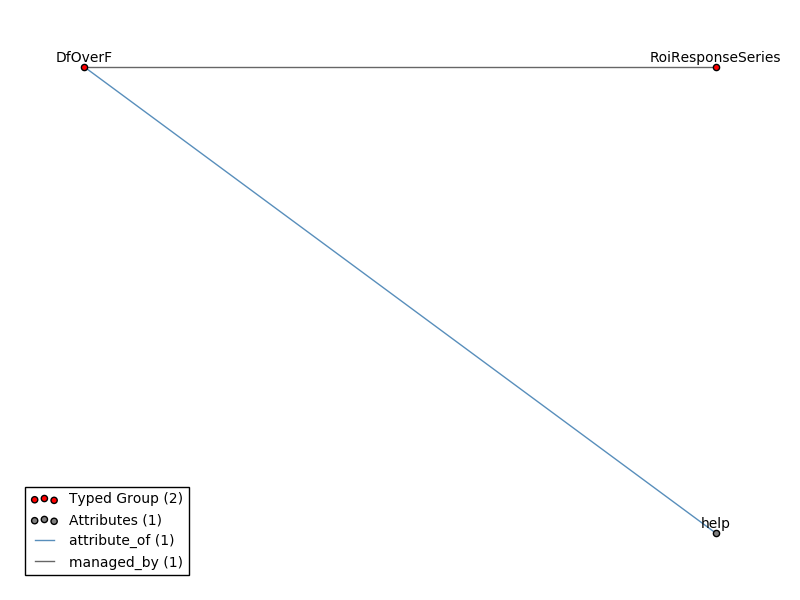 DfOverF
RoiResponseSeries
help
Typed Group (2)
Attributes (1)
attribute_of (1)
managed_by (1)